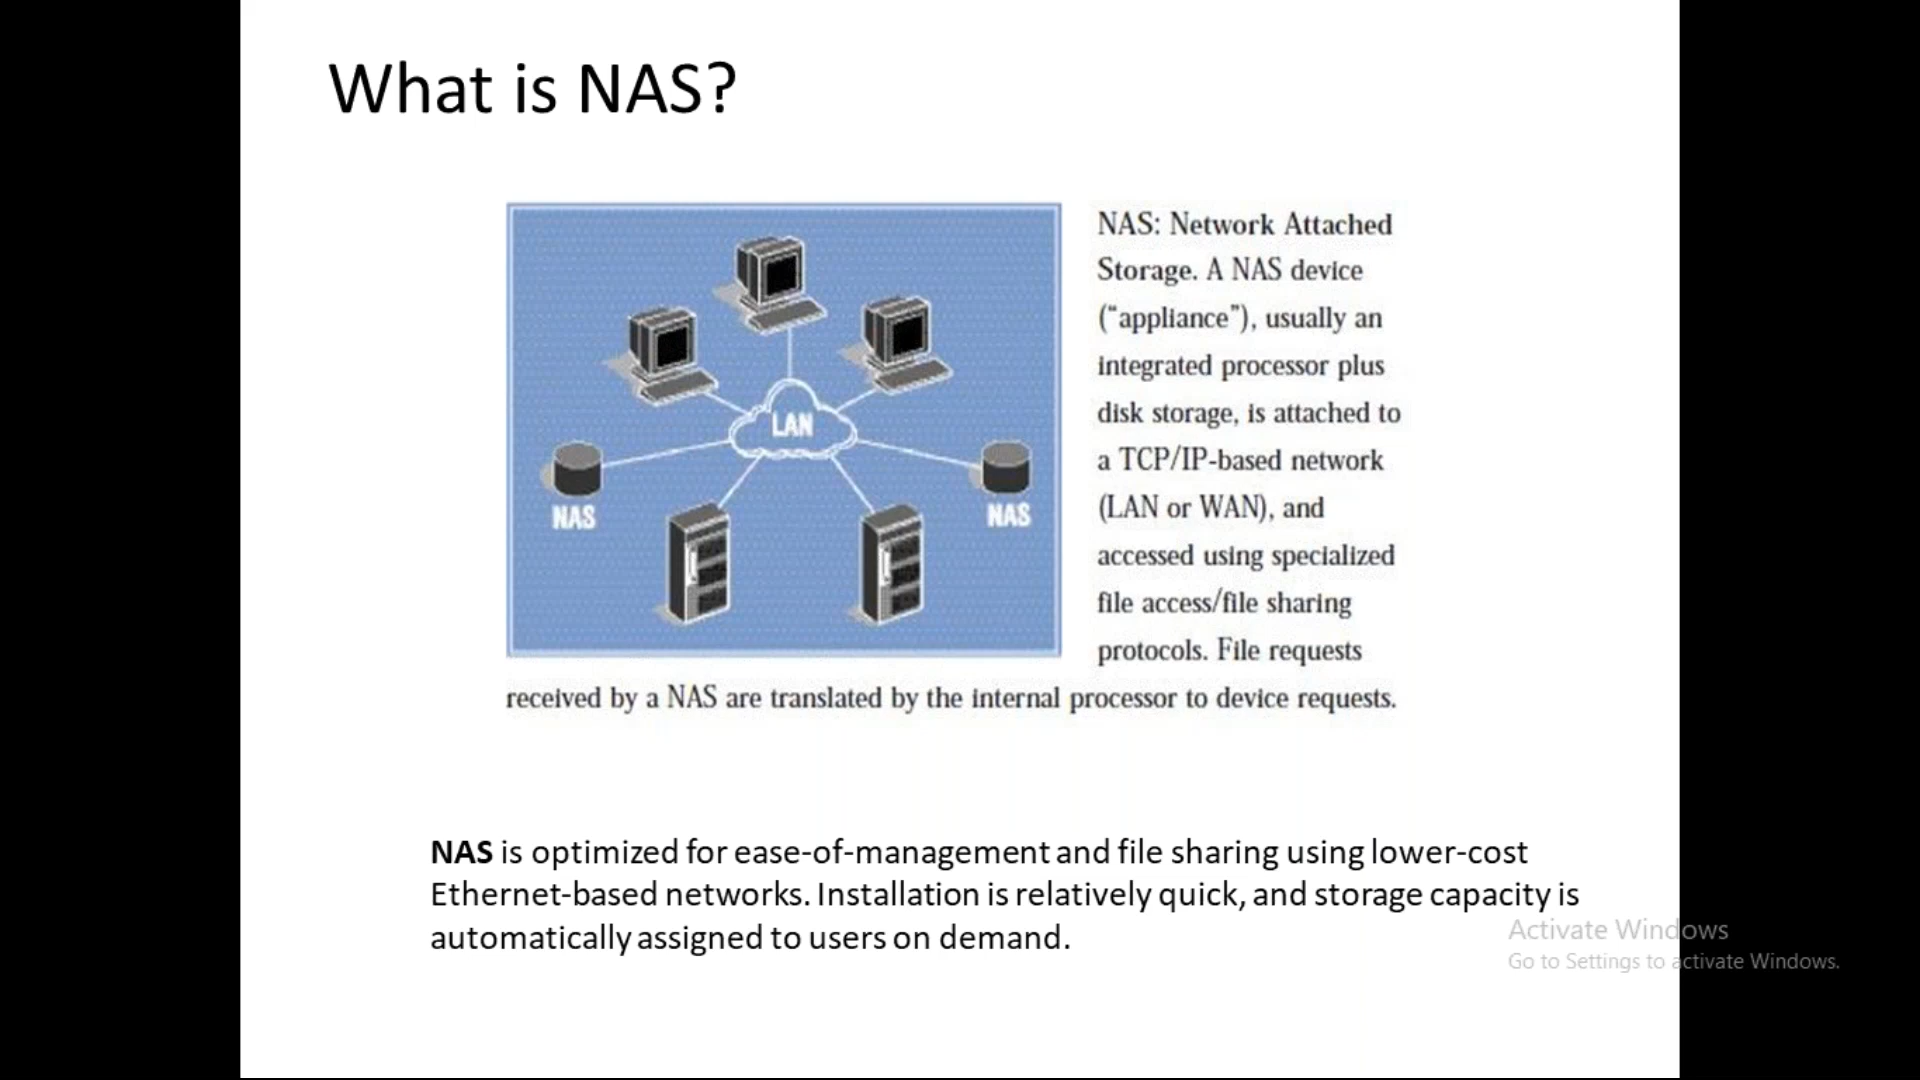 What is NAS?
LAN
NAS
NAS
NAS: Network Attached
Storage. A NAS device
(“appliance”), usually an
integrated processor plus
disk storage, is attached to
a TCP/IP-based network
(LAN or WAN), and
accessed using specialized
file access/file sharing
protocols. File requests
received by a NAS are translated by the internal processor to device requests.
NAS is optimized for ease-of-management and file sharing using lower-cost
Ethernet-based networks. Installation is relatively quick, and storage capacity is
automatically assigned to users on demand.
Activate Windows
Go to Settings to activate Windows.